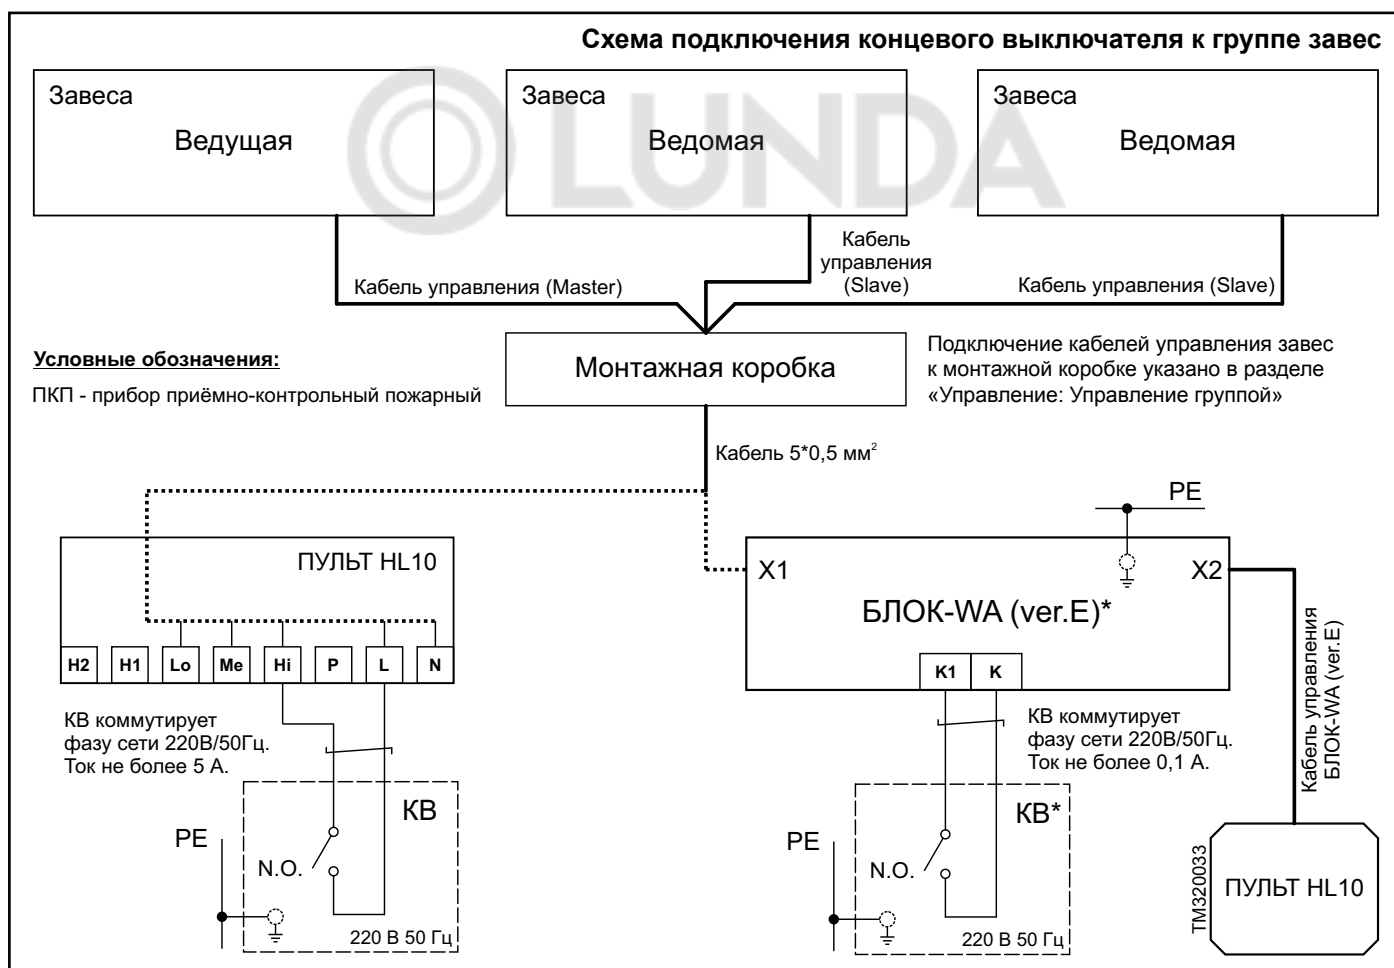 Схема подключения концевого выключателя к группе завес
LUNDA
Завеса
Ведущая
Завеса
Ведомая
Завеса
Ведомая
Кабель управления (Master)
Кабель
управления
(Slave)
Кабель управления (Slave)
Условные обозначения:
ПКП - прибор приёмно-контрольный пожарный
Монтажная коробка
Подключение кабелей управления завес
к монтажной коробке указано в разделе
«Управление: Управление группой»
Кабель 5*0,5 мм²
ПУЛЬТ HL10
H2 H1 Lo Me Hi P L N
КВ коммутирует
фазу сети 220В/50Гц.
Ток не более 5 А.
КВ
PE
N.O.
220 В 50 Гц
PE
X1
X2
БЛОК-WA (ver.E)*
K1 K
КВ коммутирует
фазу сети 220В/50Гц.
Ток не более 0,1 А.
КВ*
PE
N.O.
220 В 50 Гц
Кабель управления
БЛОК-WA (ver.E)
TM320033
ПУЛЬТ HL10